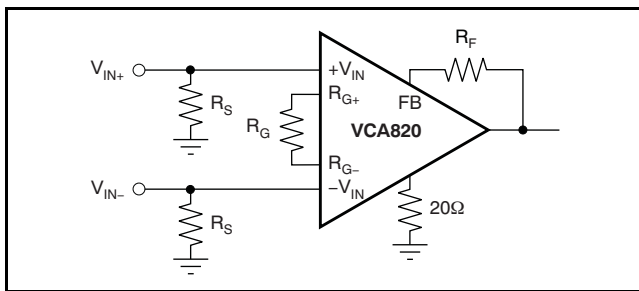 R_F
V_IN+
+V_IN
R_S
R_G+
FB
R_G
VCA820
R_G–
V_IN–
–V_IN
R_S
20Ω